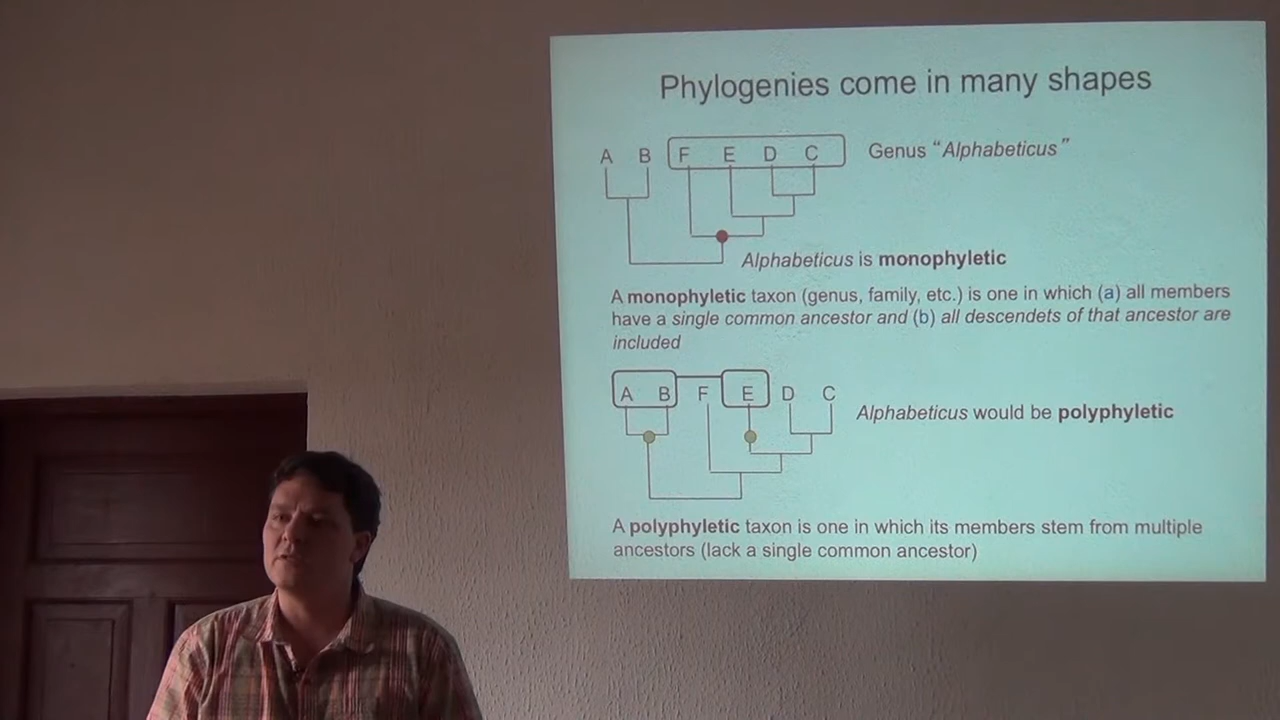 Phylogenies come in many shapes
A B F E D C
Genus "Alphabeticus"
Alphabeticus is monophyletic
A monophyletic taxon (genus, family, etc.) is one in which (a) all members
have a single common ancestor and (b) all descendets of that ancestor are
included
A B F E D C
Alphabeticus would be polyphyletic
A polyphyletic taxon is one in which its members stem from multiple
ancestors (lack a single common ancestor)